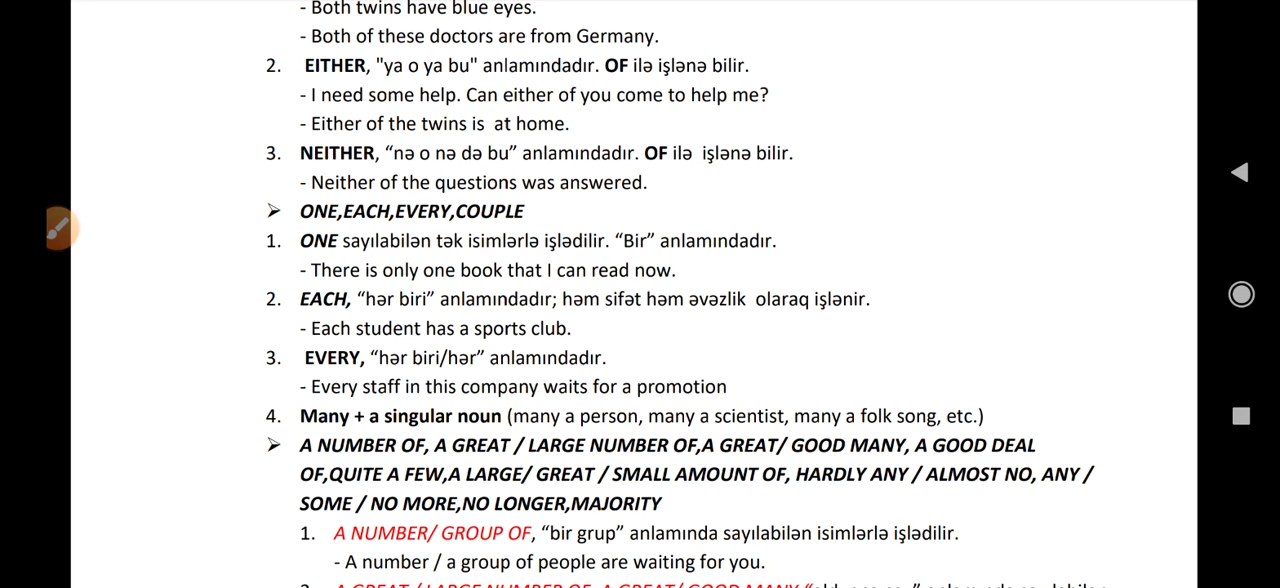 - Both twins have blue eyes.
- Both of these doctors are from Germany.
2. EITHER, "ya o ya bu" anlamındadır. OF ilə işlənə bilir.
- I need some help. Can either of you come to help me?
- Either of the twins is at home.
3. NEITHER, “nə o nə də bu” anlamındadır. OF ilə işlənə bilir.
- Neither of the questions was answered.
➢ ONE,EACH,EVERY,COUPLE
1. ONE sayılabilən tək isimlərlə işlədilir. “Bir” anlamındadır.
- There is only one book that I can read now.
2. EACH, “hər biri” anlamındadır; həm sifət həm əvəzlik olaraq işlənir.
- Each student has a sports club.
3. EVERY, “hər biri/hər” anlamındadır.
- Every staff in this company waits for a promotion
4. Many + a singular noun (many a person, many a scientist, many a folk song, etc.)
➢ A NUMBER OF, A GREAT / LARGE NUMBER OF,A GREAT/ GOOD MANY, A GOOD DEAL
OF,QUITE A FEW,A LARGE/ GREAT / SMALL AMOUNT OF, HARDLY ANY / ALMOST NO, ANY /
SOME / NO MORE,NO LONGER,MAJORITY
1. A NUMBER/ GROUP OF, “bir grup” anlamında sayılabilən isimlərlə işlədilir.
- A number / a group of people are waiting for you.